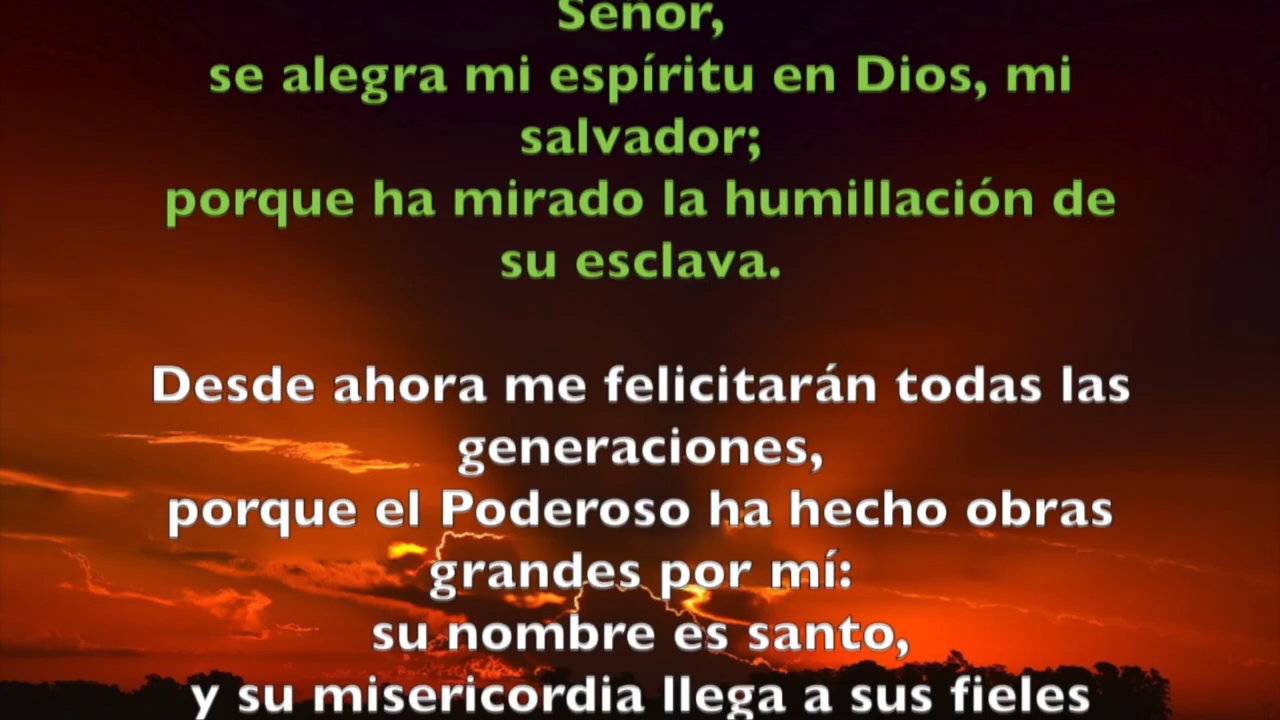 Señor,
se alegra mi espíritu en Dios, mi
salvador;
porque ha mirado la humillación de
su esclava.
Desde ahora me felicitarán todas las
generaciones,
porque el Poderoso ha hecho obras
grandes por mí:
su nombre es santo,
y su misericordia llega a sus fieles